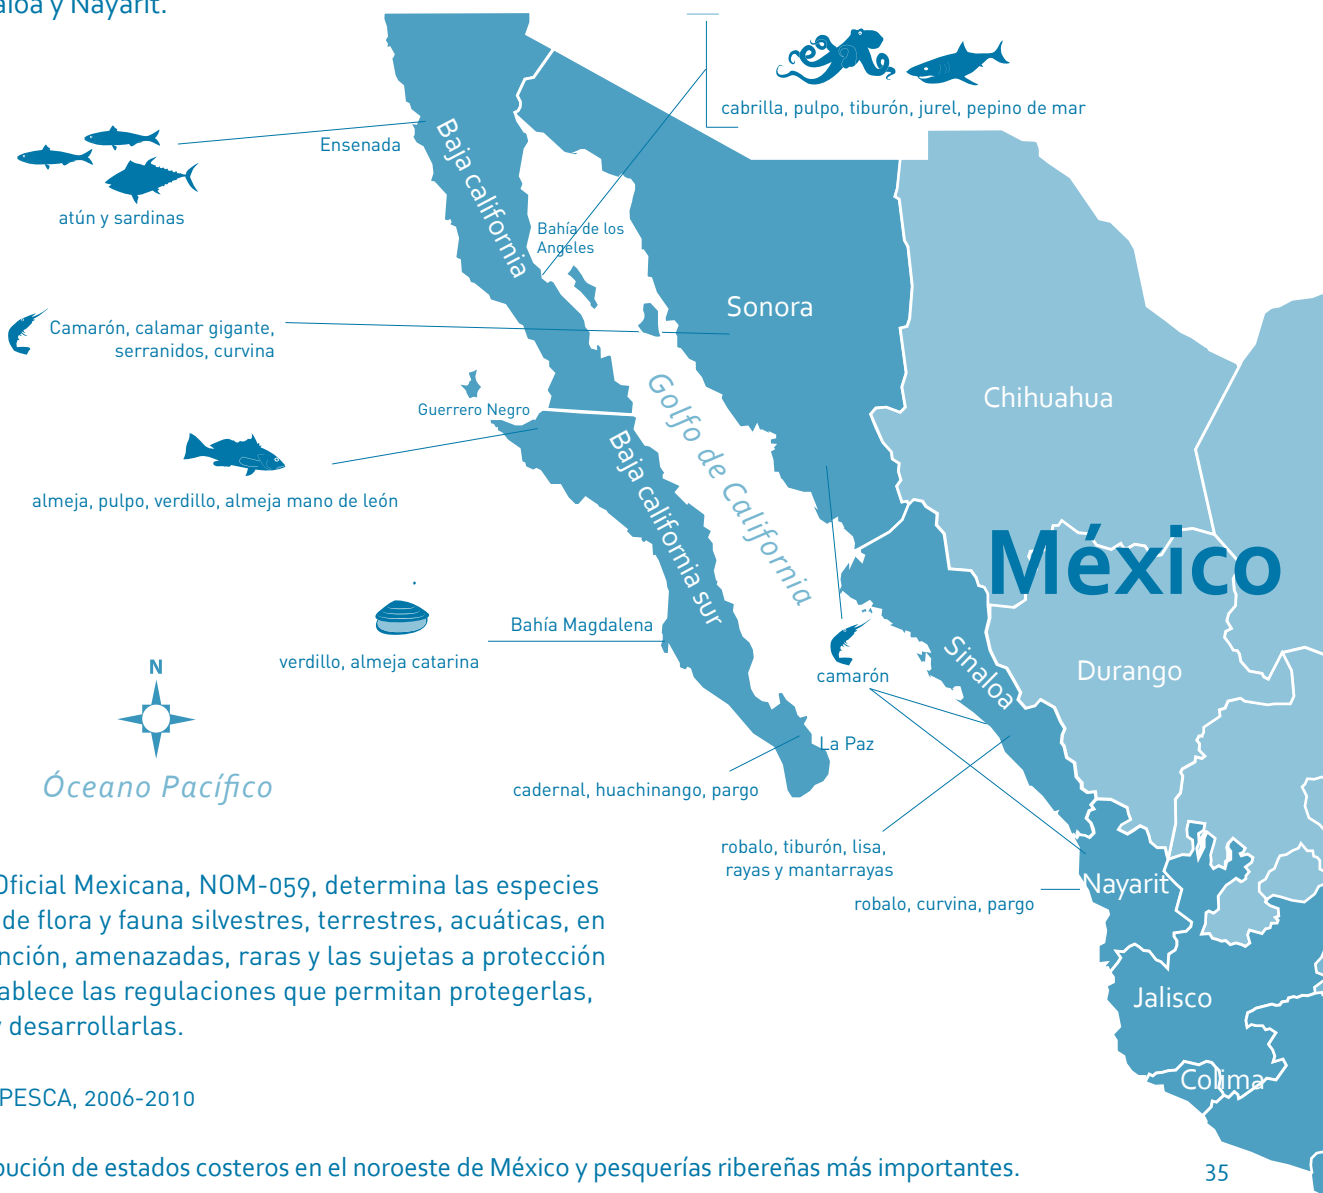 aloa y Nayarit.
cabrilla, pulpo, tiburón, jurel, pepino de mar
Ensenada
Baja california
atún y sardinas
Bahía de los
Angeles
Sonora
Camarón, calamar gigante,
serranidos, curvina
Chihuahua
Golfo de California
Guerrero Negro
Baja california sur
almeja, pulpo, verdillo, almeja mano de león
México
Bahía Magdalena
verdillo, almeja catarina
N
Sinaloa
Durango
camarón
La Paz
Óceano Pacífico
cadernal, huachinango, pargo
robalo, tiburón, lisa,
rayas y mantarrayas
Nayarit
robalo, curvina, pargo
Oficial Mexicana, NOM-059, determina las especies
de flora y fauna silvestres, terrestres, acuáticas, en
nción, amenazadas, raras y las sujetas a protección
ablece las regulaciones que permitan protegerlas,
y desarrollarlas.
Jalisco
Colima
PESCA, 2006-2010
bución de estados costeros en el noroeste de México y pesquerías ribereñas más importantes.
35